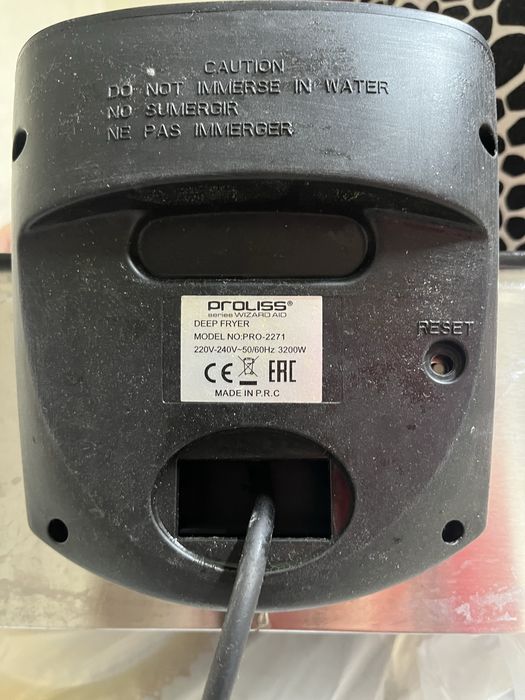 CAUTION
DO NOT IMMERSE IN WATER
NO SUMERGIR
NE PAS IMMERGER
PROLISS®
series WIZARD AID
DEEP FRYER
MODEL NO:PRO-2271
220V-240V~50/60Hz 3200W
CE EAC
MADE IN P.R.C
RESET